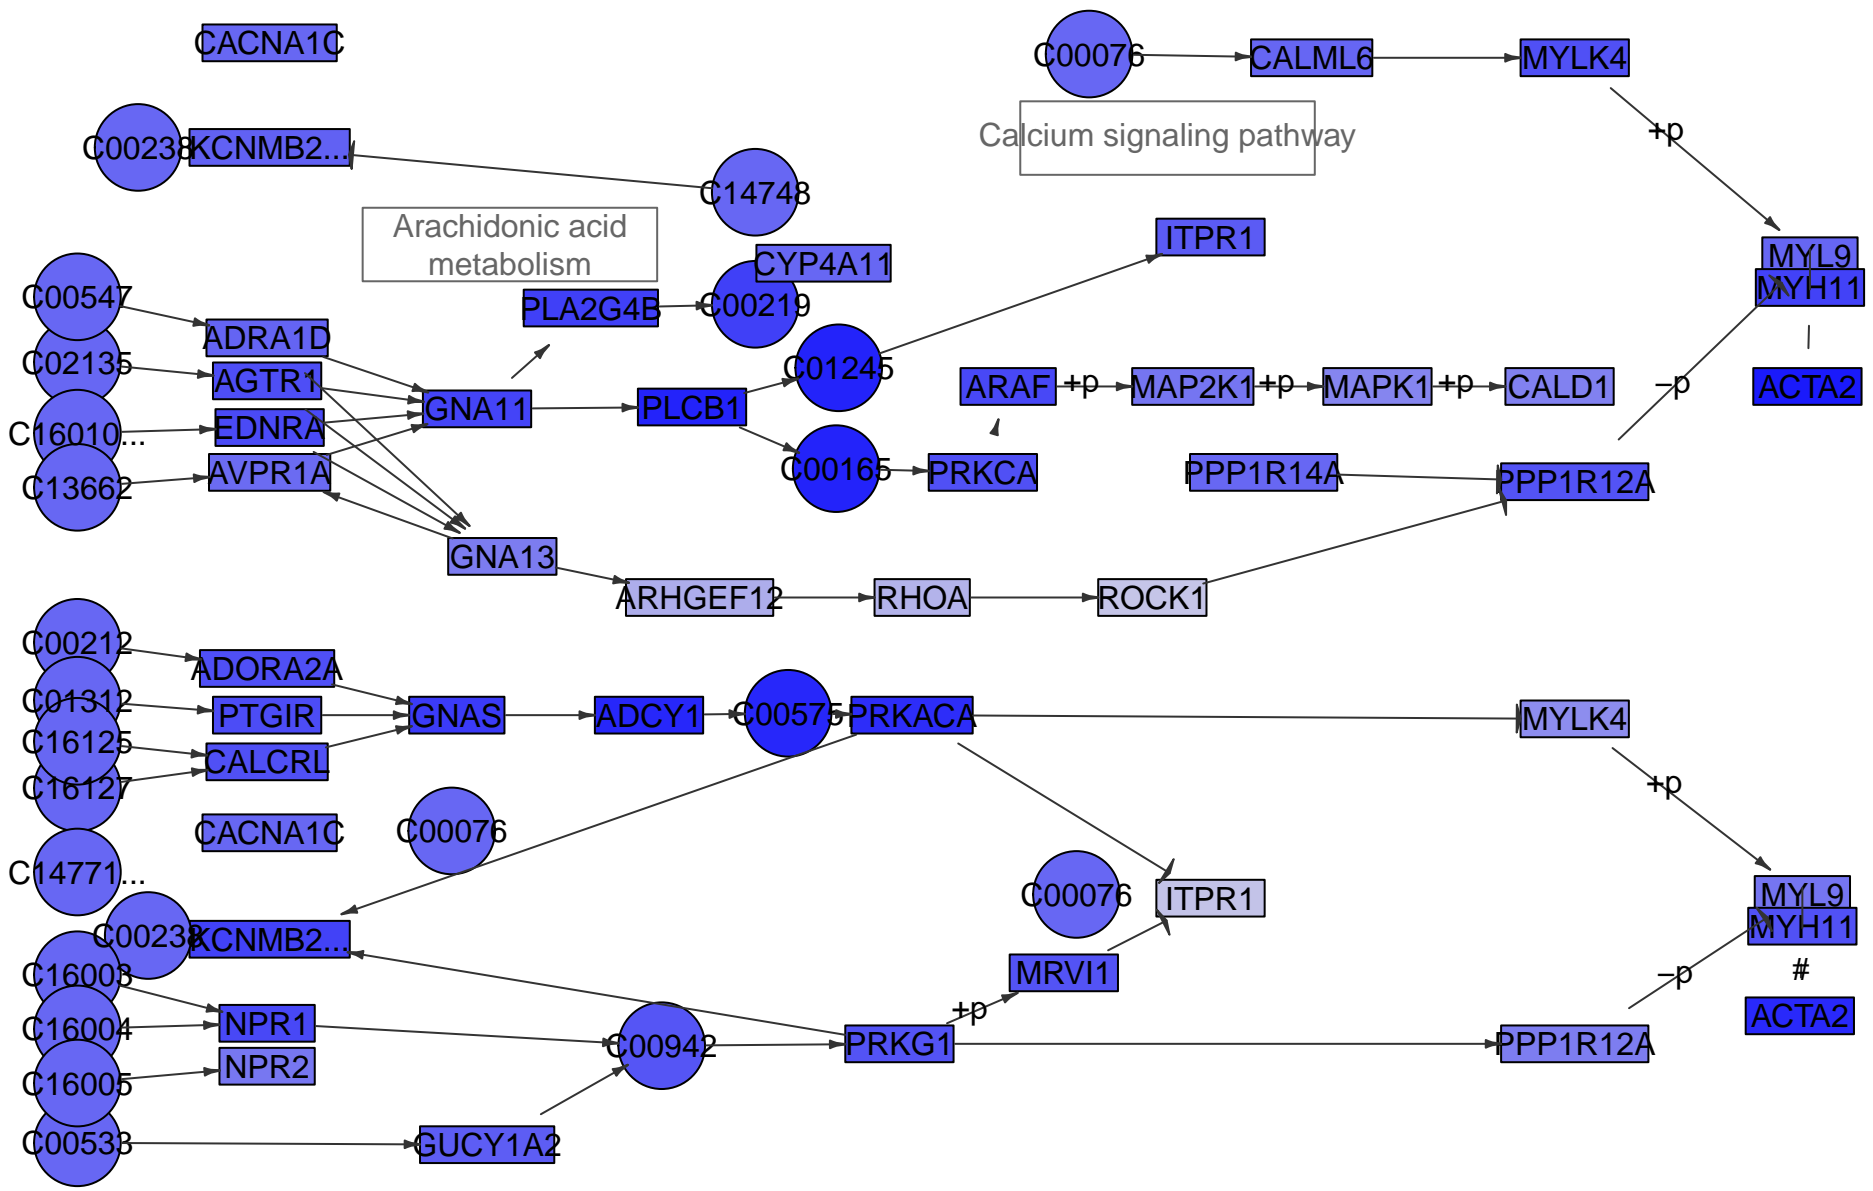 CACNA1C
C00076
CALML6
MYLK4
Calcium signaling pathway
+p
C00238
KCNMB2...
C14748
Arachidonic acid
metabolism
ITPR1
CYP4A11
MYL9
MYH11
C00547
PLA2G4B
C00219
ADRA1D
C02135
AGTR1
C01245
ARAF
+p
MAP2K1
+p
MAPK1
+p
CALD1
–p
ACTA2
GNA11
PLCB1
C16010...
EDNRA
C13662
AVPR1A
C00165
PRKCA
PPP1R14A
PPP1R12A
GNA13
ARHGEF12
RHOA
ROCK1
C00212
ADORA2A
C01312
PTGIR
GNAS
ADCY1
C00575
PRKACA
MYLK4
C16125
CALCRL
C16127
+p
CACNA1C
C00076
C14771...
C00076
ITPR1
MYL9
MYH11
C00238
KCNMB2...
C16003
MRVI1
–p
#
+p
C16004
NPR1
ACTA2
C00942
PRKG1
PPP1R12A
C16005
NPR2
C00533
GUCY1A2